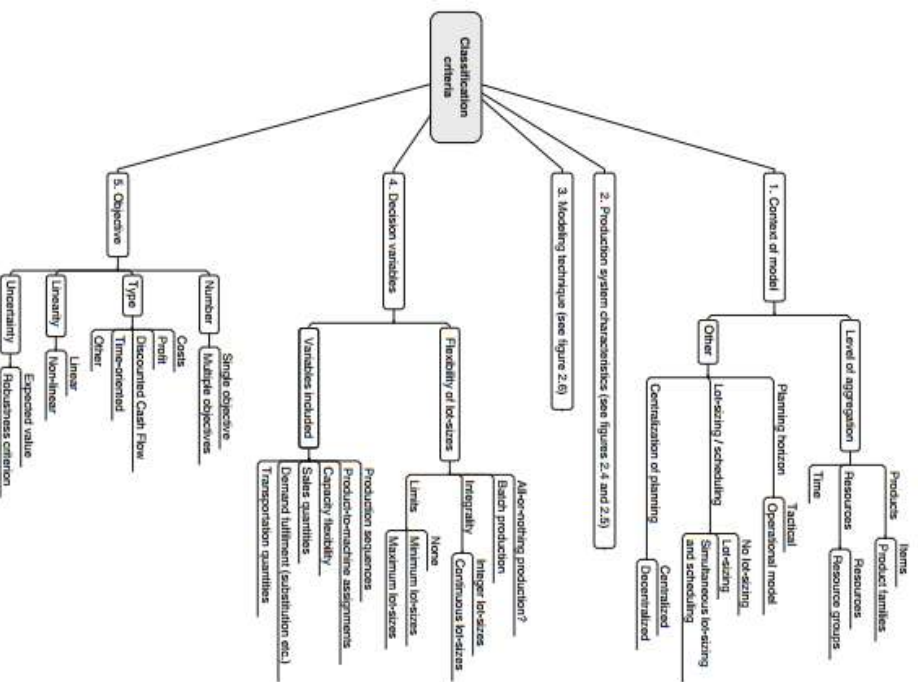 Classification
criteria
1. Context of model
Level of aggregation
Products
Items
Product families
Resources
Resources
Resource groups
Time
Other
Planning horizon
Tactical
Operational model
Lot-sizing / scheduling
No lot-sizing
Lot-sizing
Simultaneous lot-sizing
and scheduling
Centralization of planning
Centralized
Decentralized
2. Production system characteristics (see figures 2.4 and 2.5)
3. Modeling technique (see figure 2.6)
4. Decision variables
Flexibility of lot-sizes
All-or-nothing production?
Batch production
Integrality
Integer lot-sizes
Continuous lot-sizes
Limits
None
Minimum lot-sizes
Maximum lot-sizes
Variables included
Production sequences
Product-to-machine assignments
Capacity flexibility
Sales quantities
Demand fulfillment (substitution etc.)
Transportation quantities
5. Objective
Number
Single objective
Multiple objectives
Type
Costs
Profit
Discounted Cash Flow
Time-oriented
Other
Linearity
Linear
Non-linear
Uncertainty
Expected value
Robustness criterion